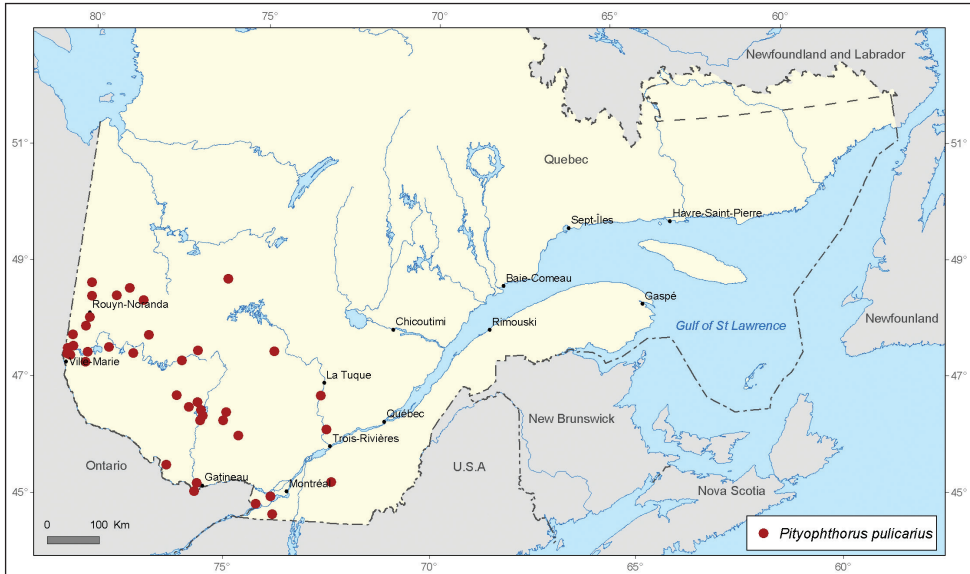 80° 75° 70° 65° 60°
Newfoundland and Labrador
51° 51°
Quebec
Sept-Îles Havre-Saint-Pierre
49° 49°
Baie-Comeau
Rouyn-Noranda
Gaspé
Chicoutimi Rimouski
Gulf of St Lawrence
Newfoundland
Ville-Marie
47° 47°
La Tuque
Québec
New Brunswick
Trois-Rivières
Ontario
U.S.A
Gatineau
Montréal
45° 45°
Nova Scotia
0 100 Km
Pityophthorus pulicarius
75° 70° 65° 60°